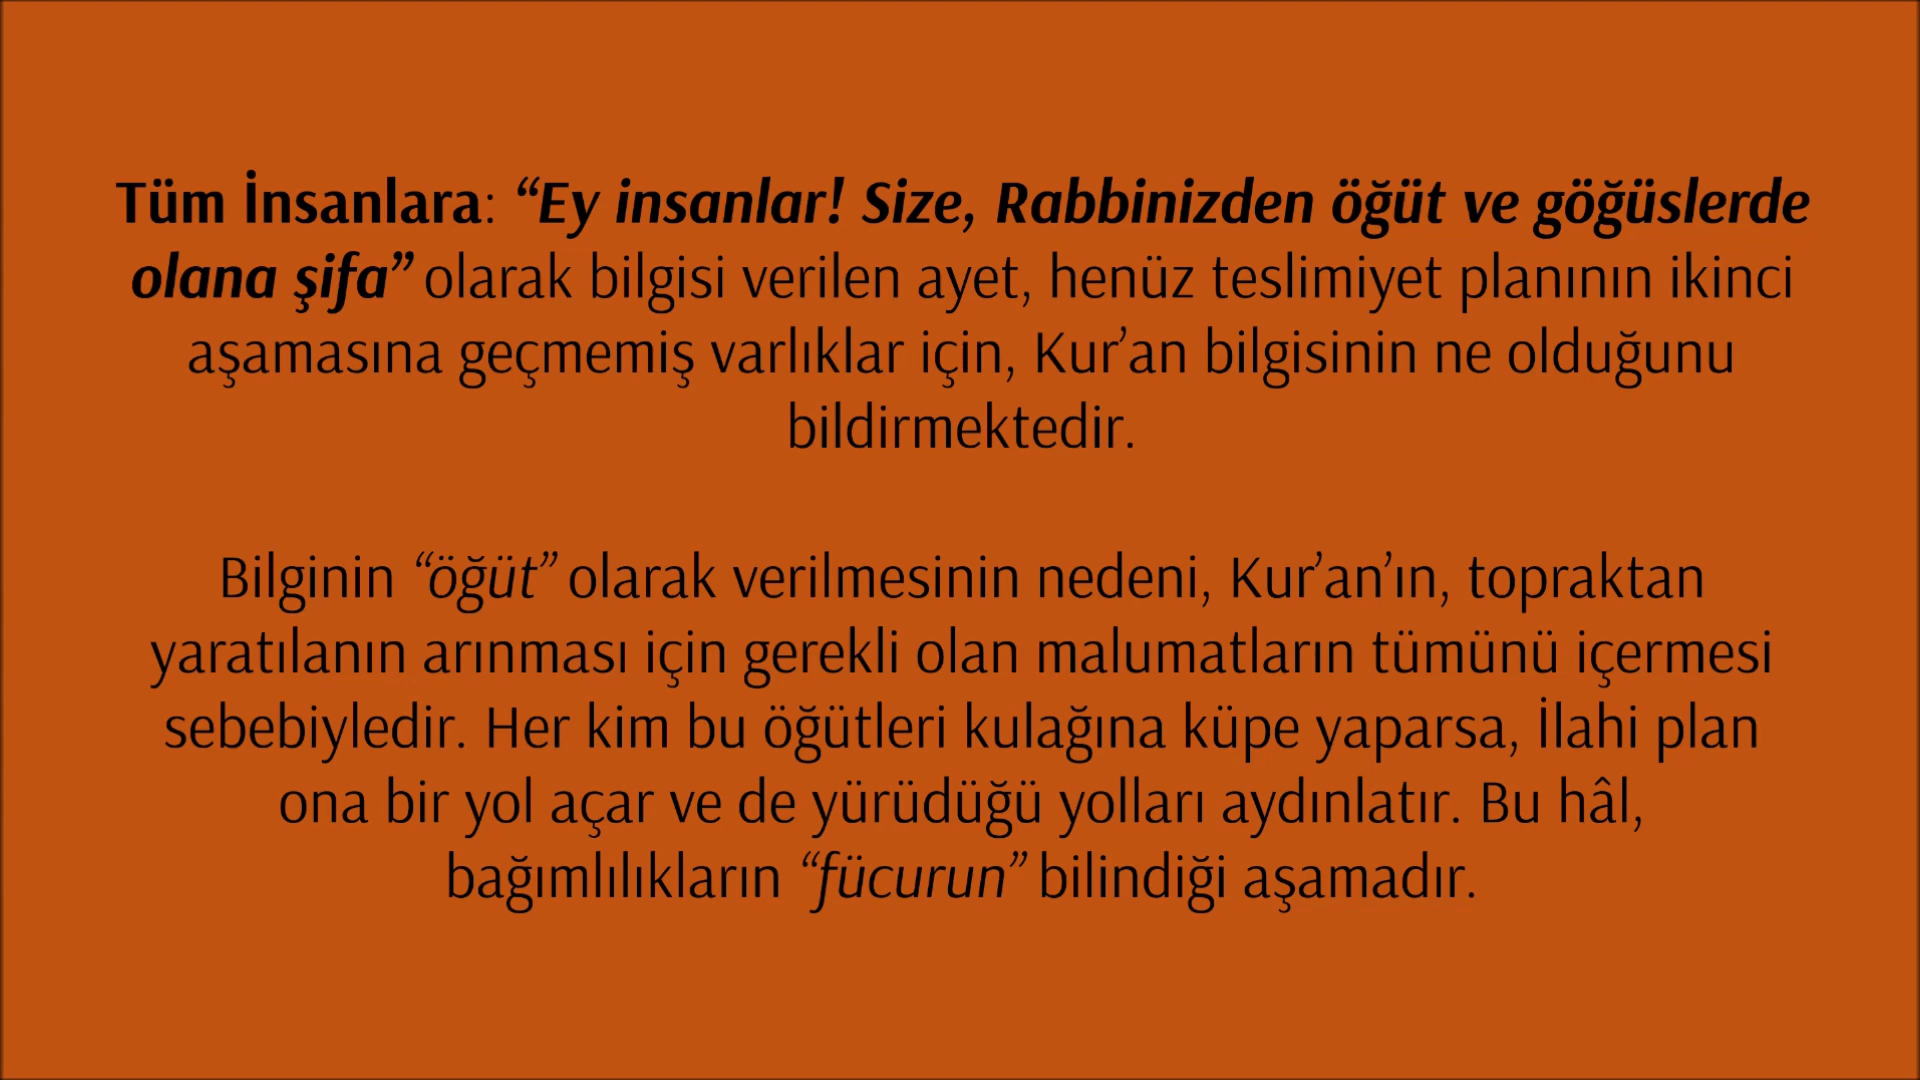 Tüm İnsanlara: “Ey insanlar! Size, Rabbinizden öğüt ve göğüslerde
olana şifa” olarak bilgisi verilen ayet, henüz teslimiyet planının ikinci
aşamasına geçmemiş varlıklar için, Kur’an bilgisinin ne olduğunu
bildirmektedir.
Bilginin “öğüt” olarak verilmesinin nedeni, Kur’an’ın, topraktan
yaratılanın arınması için gerekli olan malumatların tümünü içermesi
sebebiyledir. Her kim bu öğütleri kulağına küpe yaparsa, İlahi plan
ona bir yol açar ve de yürüdüğü yolları aydınlatır. Bu hâl,
bağımlılıkların “fücurun” bilindiği aşamadır.